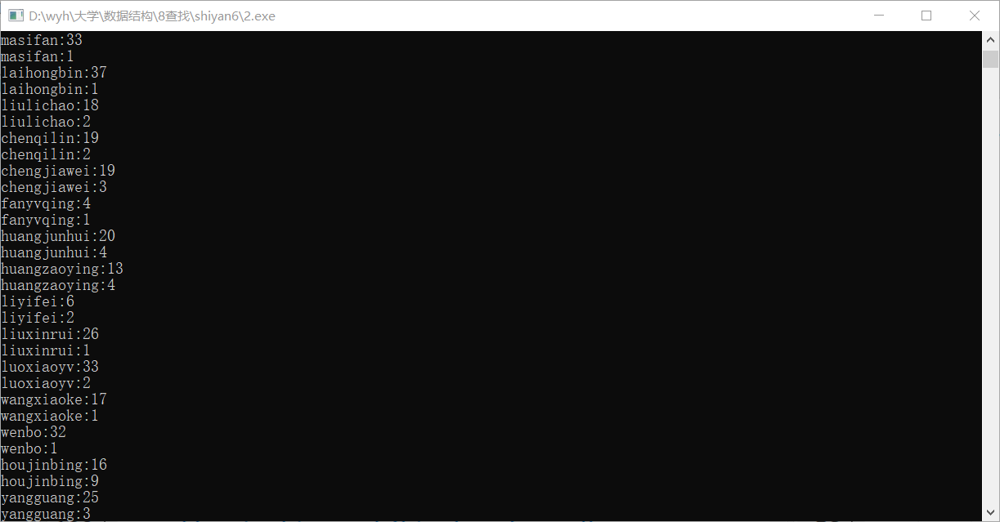 D:\wyh\大学\数据结构\8查找\shiyan6\2.exe
masifan:33
masifan:1
laihongbin:37
laihongbin:1
liulichao:18
liulichao:2
chenqilin:19
chenqilin:2
chengjiawei:19
chengjiawei:3
fanyvqing:4
fanyvqing:1
huangjunhui:20
huangjunhui:4
huangzaoying:13
huangzaoying:4
liyifei:6
liyifei:2
liuxinrui:26
liuxinrui:1
luoxiaoyv:33
luoxiaoyv:2
wangxiaoke:17
wangxiaoke:1
wenbo:32
wenbo:1
houjinbing:16
houjinbing:9
yangguang:25
yangguang:3